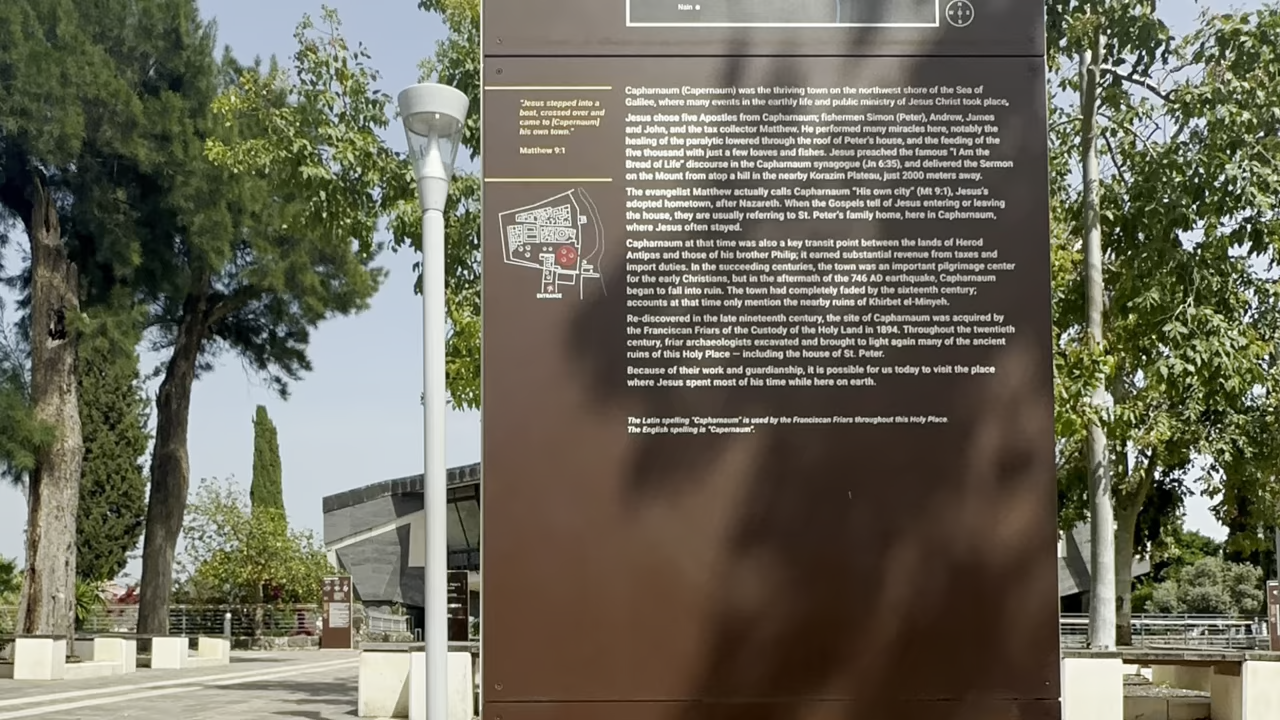 Nain
"Jesus stepped into a
boat, crossed over and
came to [Capernaum]
his own town."
Matthew 9:1
ENTRANCE
Capharnaum (Capernaum) was the thriving town on the northwest shore of the Sea of
Galilee, where many events in the earthly life and public ministry of Jesus Christ took place.
Jesus chose five Apostles from Capharnaum; fishermen Simon (Peter), Andrew, James
and John, and the tax collector Matthew. He performed many miracles here, notably the
healing of the paralytic lowered through the roof of Peter's house, and the feeding of the
five thousand with just a few loaves and fishes. Jesus preached the famous "I Am the
Bread of Life" discourse in the Capharnaum synagogue (Jn 6:35), and delivered the Sermon
on the Mount from atop a hill in the nearby Korazim Plateau, just 2000 meters away.
The evangelist Matthew actually calls Capharnaum "His own city" (Mt 9:1), Jesus's
adopted hometown, after Nazareth. When the Gospels tell of Jesus entering or leaving
the house, they are usually referring to St. Peter's family home, here in Capharnaum,
where Jesus often stayed.
Capharnaum at that time was also a key transit point between the lands of Herod
Antipas and those of his brother Philip; it earned substantial revenue from taxes and
import duties. In the succeeding centuries, the town was an important pilgrimage center
for the early Christians, but in the aftermath of the 746 AD earthquake, Capharnaum
began to fall into ruin. The town had completely faded by the sixteenth century;
accounts at that time only mention the nearby ruins of Khirbet el-Minyeh.
Re-discovered in the late nineteenth century, the site of Capharnaum was acquired by
the Franciscan Friars of the Custody of the Holy Land in 1894. Throughout the twentieth
century, friar archaeologists excavated and brought to light again many of the ancient
ruins of this Holy Place — including the house of St. Peter.
Because of their work and guardianship, it is possible for us today to visit the place
where Jesus spent most of his time while here on earth.
The Latin spelling "Capharnaum" is used by the Franciscan Friars throughout this Holy Place.
The English spelling is "Capernaum".